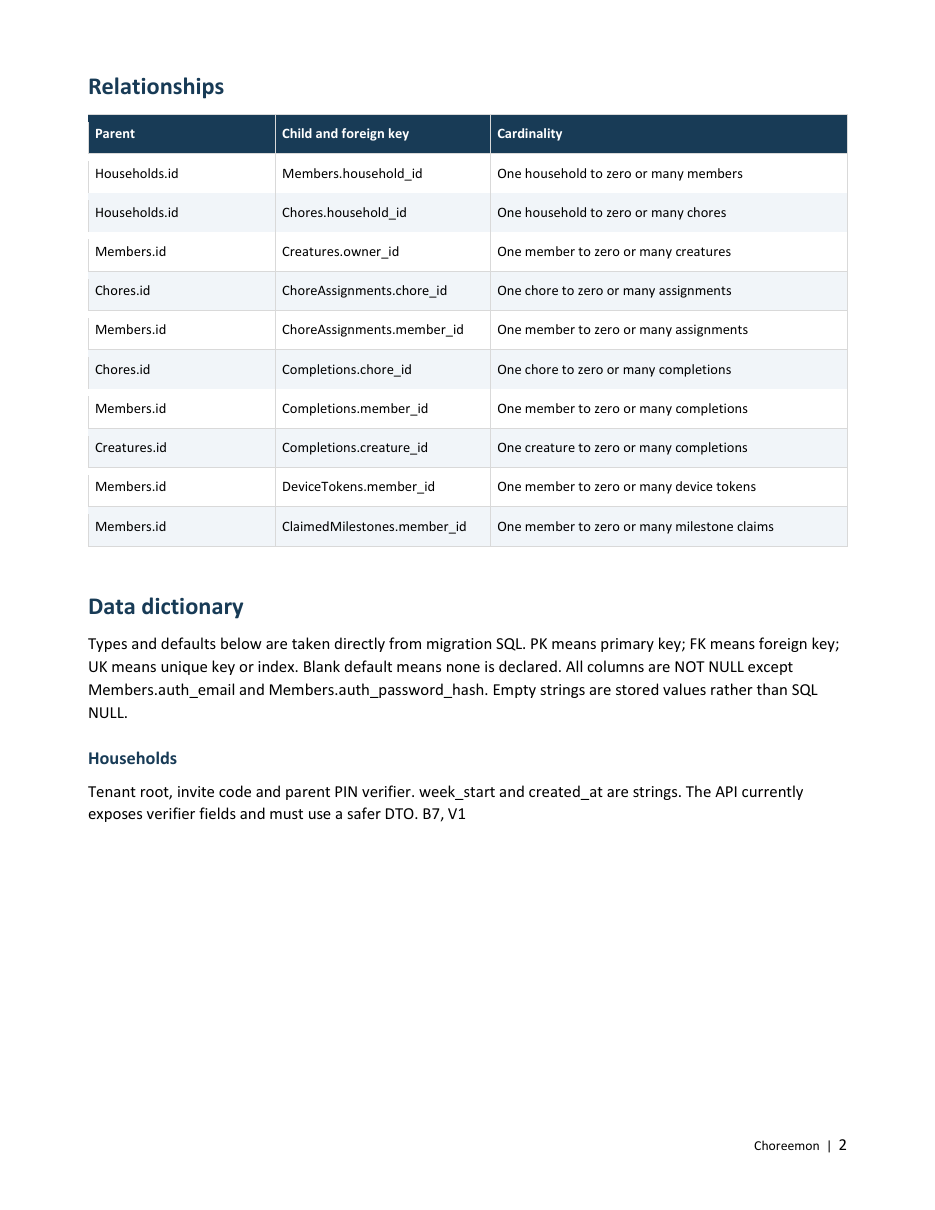 Relationships
Parent Child and foreign key Cardinality
Households.id Members.household_id One household to zero or many members
Households.id Chores.household_id One household to zero or many chores
Members.id Creatures.owner_id One member to zero or many creatures
Chores.id ChoreAssignments.chore_id One chore to zero or many assignments
Members.id ChoreAssignments.member_id One member to zero or many assignments
Chores.id Completions.chore_id One chore to zero or many completions
Members.id Completions.member_id One member to zero or many completions
Creatures.id Completions.creature_id One creature to zero or many completions
Members.id DeviceTokens.member_id One member to zero or many device tokens
Members.id ClaimedMilestones.member_id One member to zero or many milestone claims
Data dictionary
Types and defaults below are taken directly from migration SQL. PK means primary key; FK means foreign key;
UK means unique key or index. Blank default means none is declared. All columns are NOT NULL except
Members.auth_email and Members.auth_password_hash. Empty strings are stored values rather than SQL
NULL.
Households
Tenant root, invite code and parent PIN verifier. week_start and created_at are strings. The API currently
exposes verifier fields and must use a safer DTO. B7, V1
Choreemon | 2